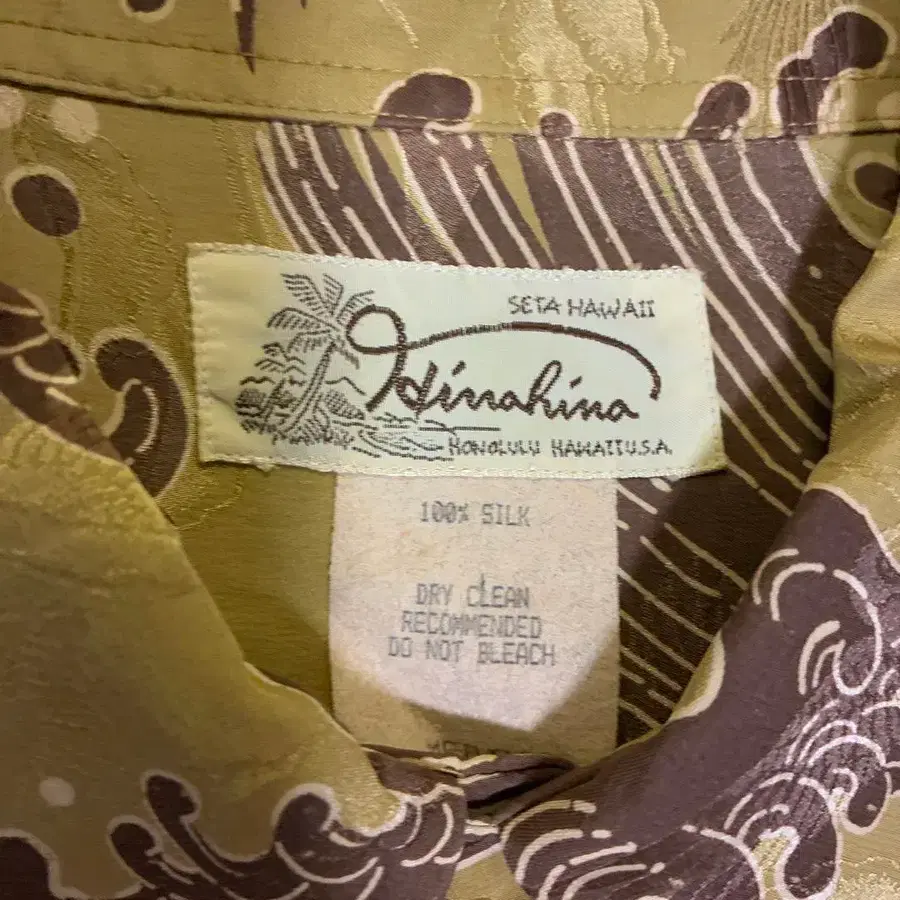 SETA HAWAII
Hinahina
HONOLULU HAWAII U.S.A.
100% SILK
DRY CLEAN
RECOMMENDED
DO NOT BLEACH